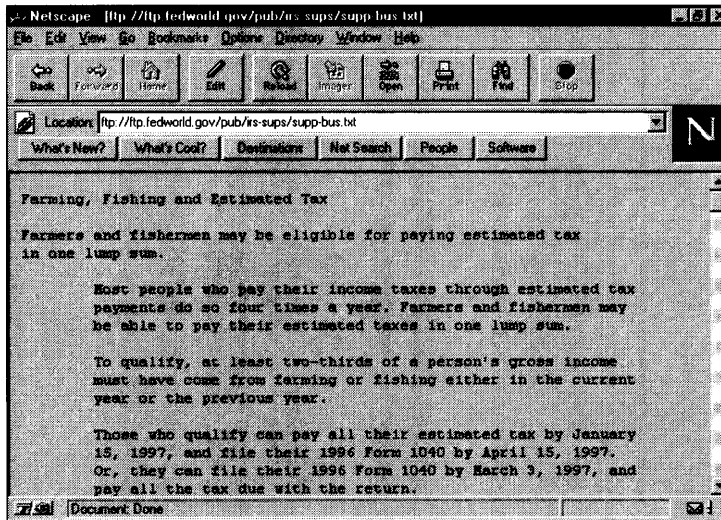 Netscape [ftp://ftp.fedworld.gov/pub/irs-sups/supp-bus.txt]
File Edit View Go Bookmarks Options Directory Window Help
Back Forward Home Edit Reload Images Open Print Find Stop
Location: ftp://ftp.fedworld.gov/pub/irs-sups/supp-bus.txt
N
What's New? What's Cool? Destinations Net Search People Software
Farming, Fishing and Estimated Tax
Farmers and fishermen may be eligible for paying estimated tax
in one lump sum.
Most people who pay their income taxes through estimated tax
payments do so four times a year. Farmers and fishermen may
be able to pay their estimated taxes in one lump sum.
To qualify, at least two-thirds of a person's gross income
must have come from farming or fishing either in the current
year or the previous year.
Those who qualify can pay all their estimated tax by January
15, 1997, and file their 1996 Form 1040 by April 15, 1997.
Or, they can file their 1996 Form 1040 by March 3, 1997, and
pay all the tax due with the return.
Document: Done